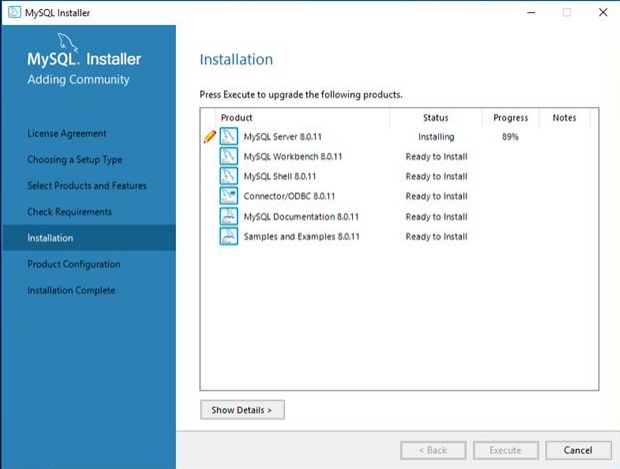 MySQL Installer
MySQL. Installer
Adding Community
License Agreement
Choosing a Setup Type
Select Products and Features
Check Requirements
Installation
Product Configuration
Installation Complete
Installation
Press Execute to upgrade the following products.
Product Status Progress Notes
MySQL Server 8.0.11 Installing 89%
MySQL Workbench 8.0.11 Ready to Install
MySQL Shell 8.0.11 Ready to Install
Connector/ODBC 8.0.11 Ready to Install
MySQL Documentation 8.0.11 Ready to Install
Samples and Examples 8.0.11 Ready to Install
Show Details >
< Back Execute Cancel